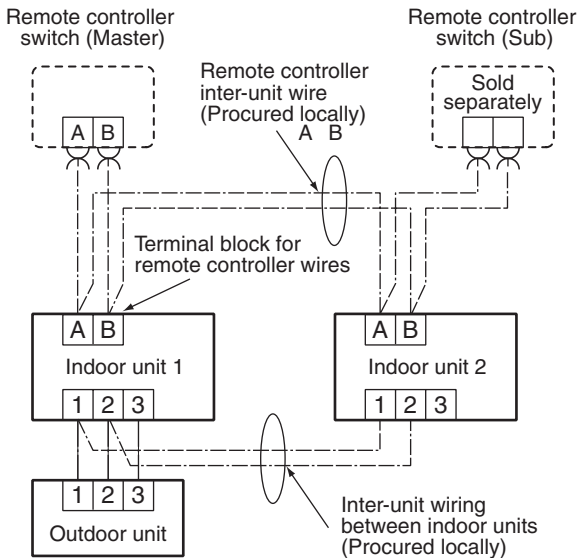 Remote controller
switch (Master)
Remote controller
switch (Sub)
Remote controller
inter-unit wire
(Procured locally)
A B
Sold
separately
A B
Terminal block for
remote controller wires
A B
Indoor unit 1
1 2 3
A B
Indoor unit 2
1 2 3
1 2 3
Outdoor unit
Inter-unit wiring
between indoor units
(Procured locally)